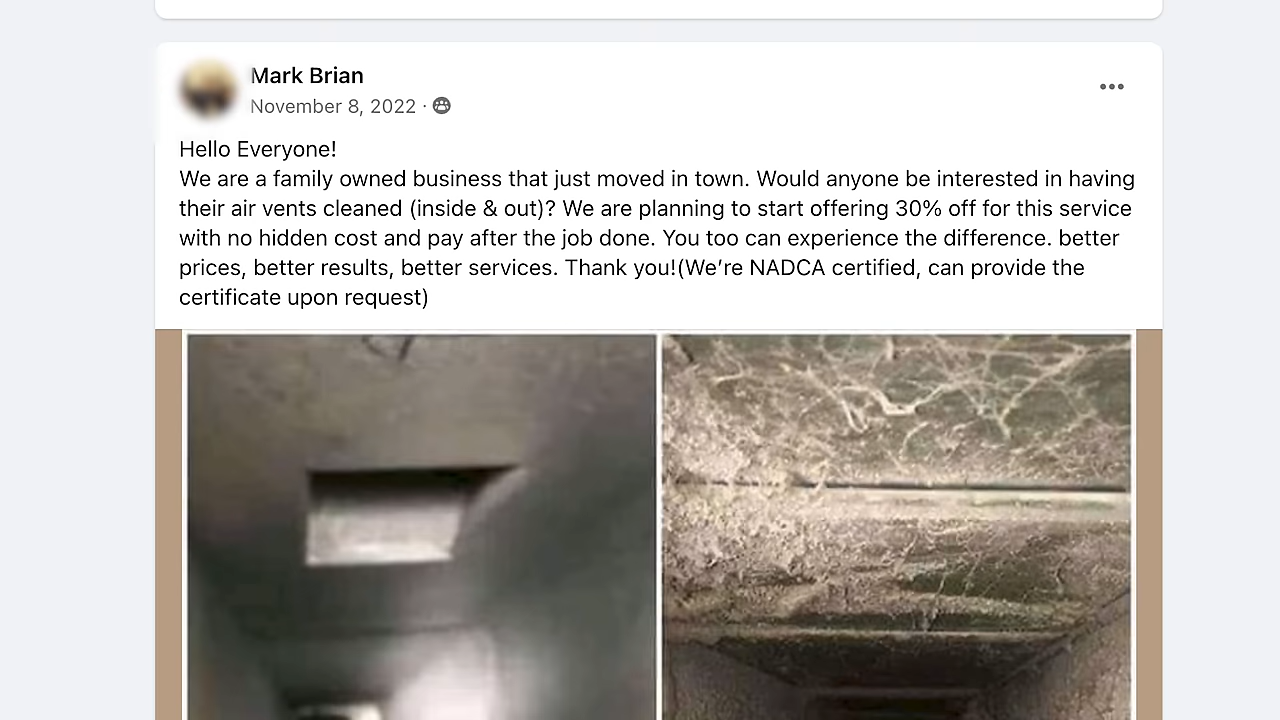 Mark Brian
November 8, 2022 ·
Hello Everyone!
We are a family owned business that just moved in town. Would anyone be interested in having
their air vents cleaned (inside & out)? We are planning to start offering 30% off for this service
with no hidden cost and pay after the job done. You too can experience the difference. better
prices, better results, better services. Thank you!(We’re NADCA certified, can provide the
certificate upon request)